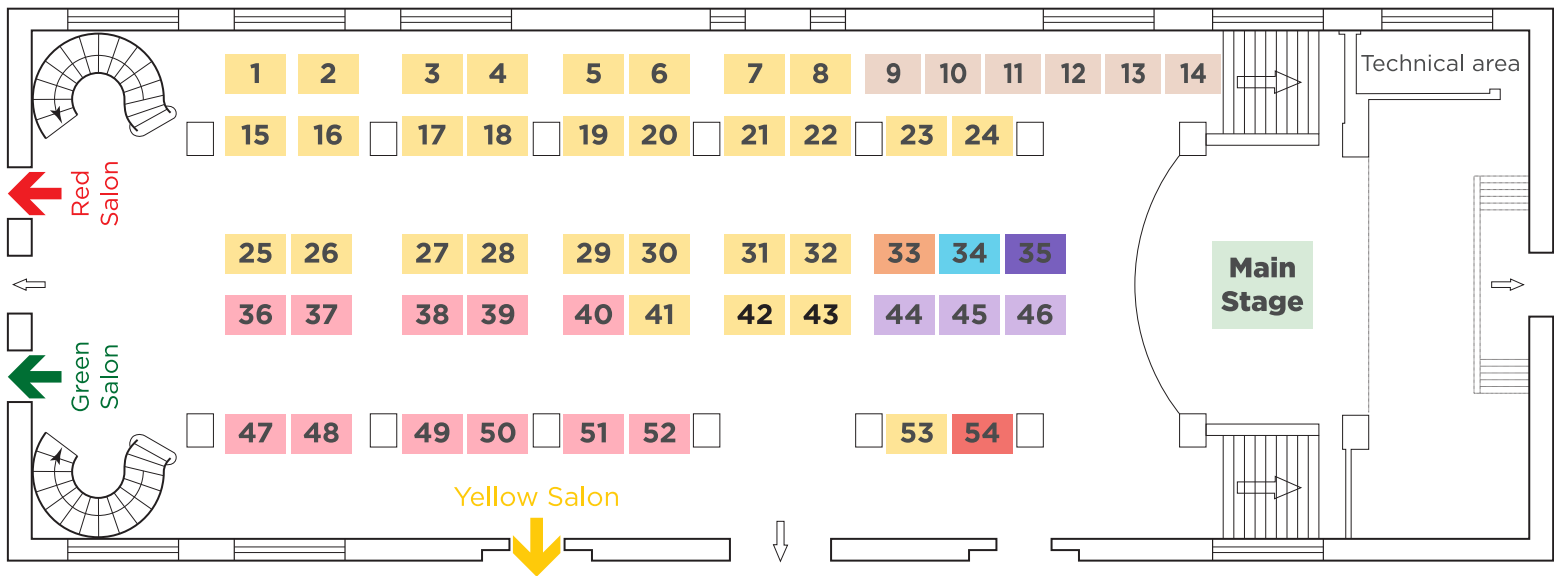 1 2 3 4 5 6 7 8 9 10 11 12 13 14
Technical area
15 16 17 18 19 20 21 22 23 24
Red
Salon
25 26 27 28 29 30 31 32 33 34 35
Main
Stage
36 37 38 39 40 41 42 43 44 45 46
Green
Salon
47 48 49 50 51 52 53 54
Yellow Salon